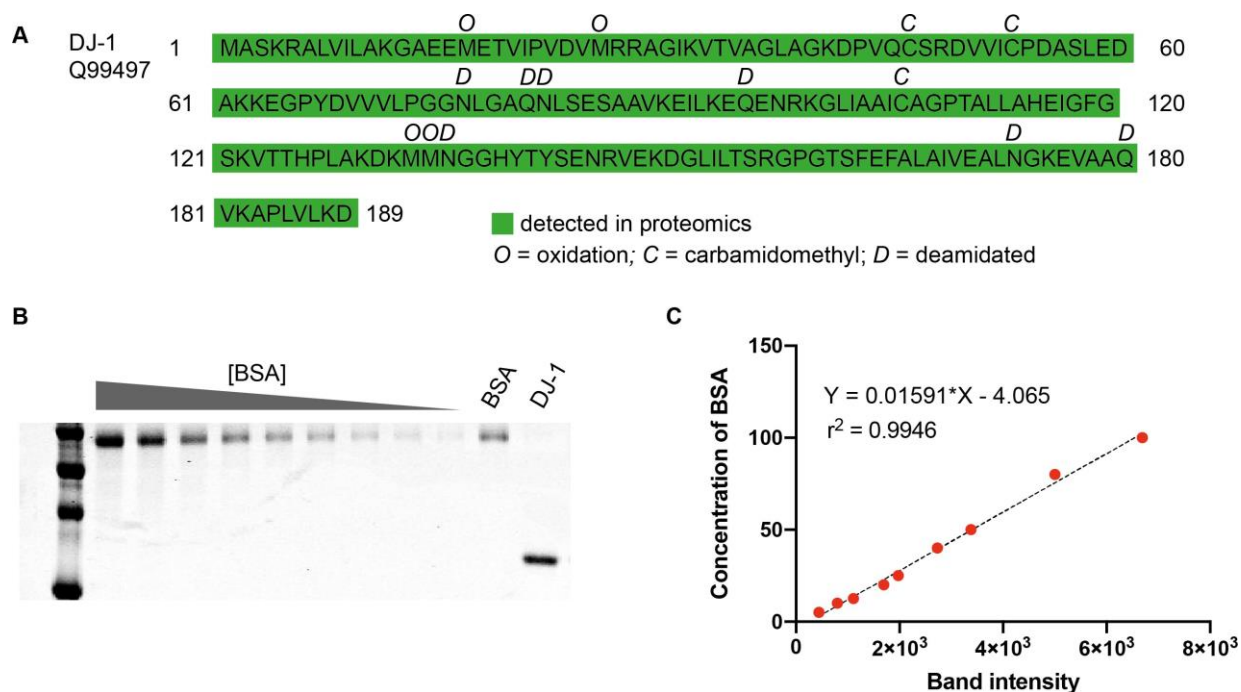 A
DJ-1
Q99497
O O C C
1 MASKRALVILAKGAEEMETVIPVDVMRRAGIKVTVAGLAGKDPVQCSRDVVICPDASLED 60
D DD D C
61 AKKEGPYDVVVLPGGNLGAQNLSESAAVKEILKEQENRKGLIAAICAGPTALLAHEIGFG 120
OOD D D
121 SKVTTHPLAKDKMMNGGHYTYSENRVEKDGLILTSRGPGTSFEFALAIVEALNGKEVAAQ 180
181 VKAPLVLKD 189
detected in proteomics
O = oxidation; C = carbamidomethyl; D = deamidated
B
[BSA]
BSA
DJ-1
C
Concentration of BSA
150
100
50
0
Y = 0.01591*X - 4.065
r² = 0.9946
0 2×10³ 4×10³ 6×10³ 8×10³
Band intensity